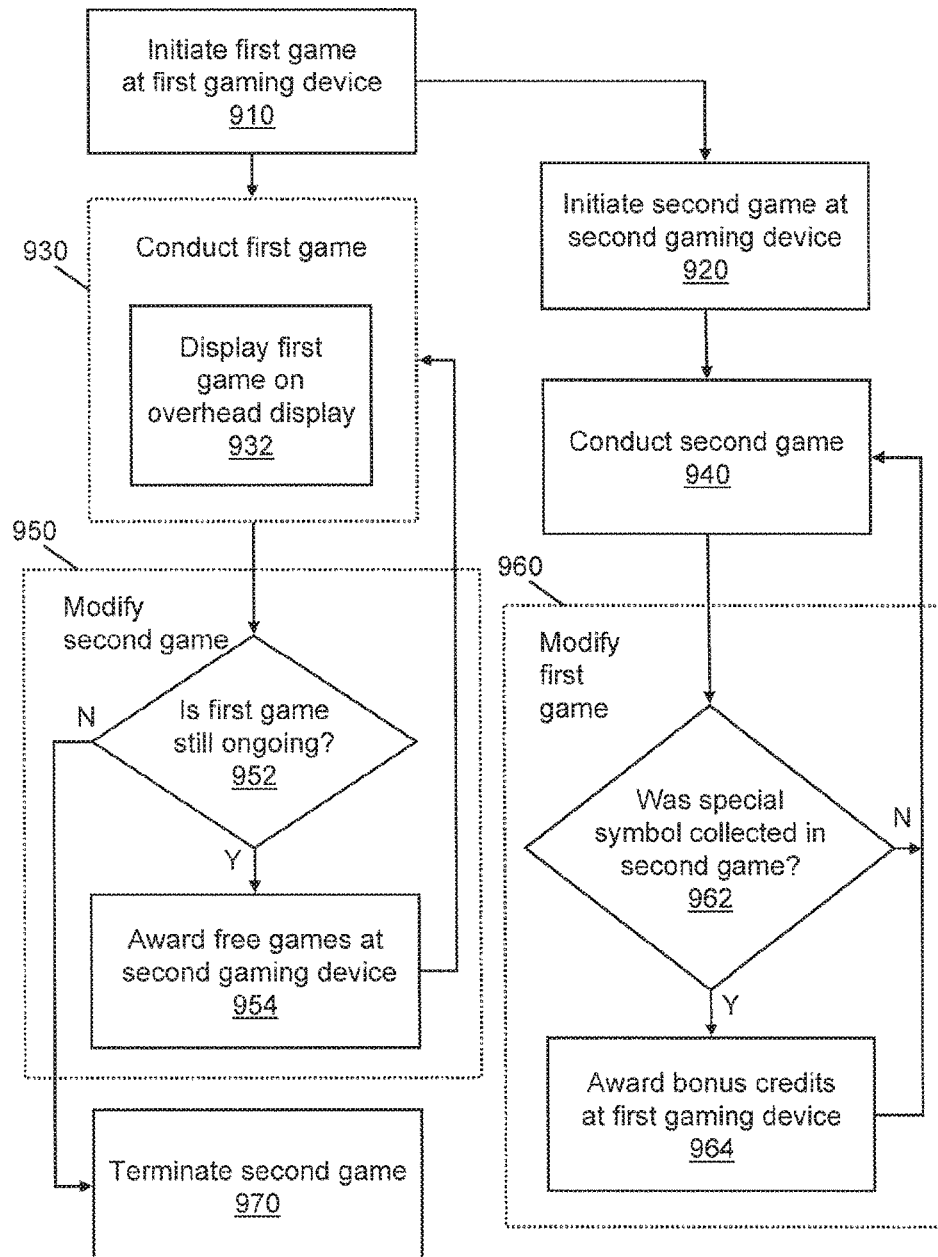 Initiate first game
at first gaming device
910
Initiate second game at
second gaming device
920
930
Conduct first game
Display first
game on
overhead display
932
Conduct second game
940
950
Modify
second game
N
Is first game
still ongoing?
952
Y
Award free games at
second gaming device
954
960
Modify
first
game
Was special
symbol collected in
second game?
962
N
Y
Award bonus credits
at first gaming device
964
Terminate second game
970